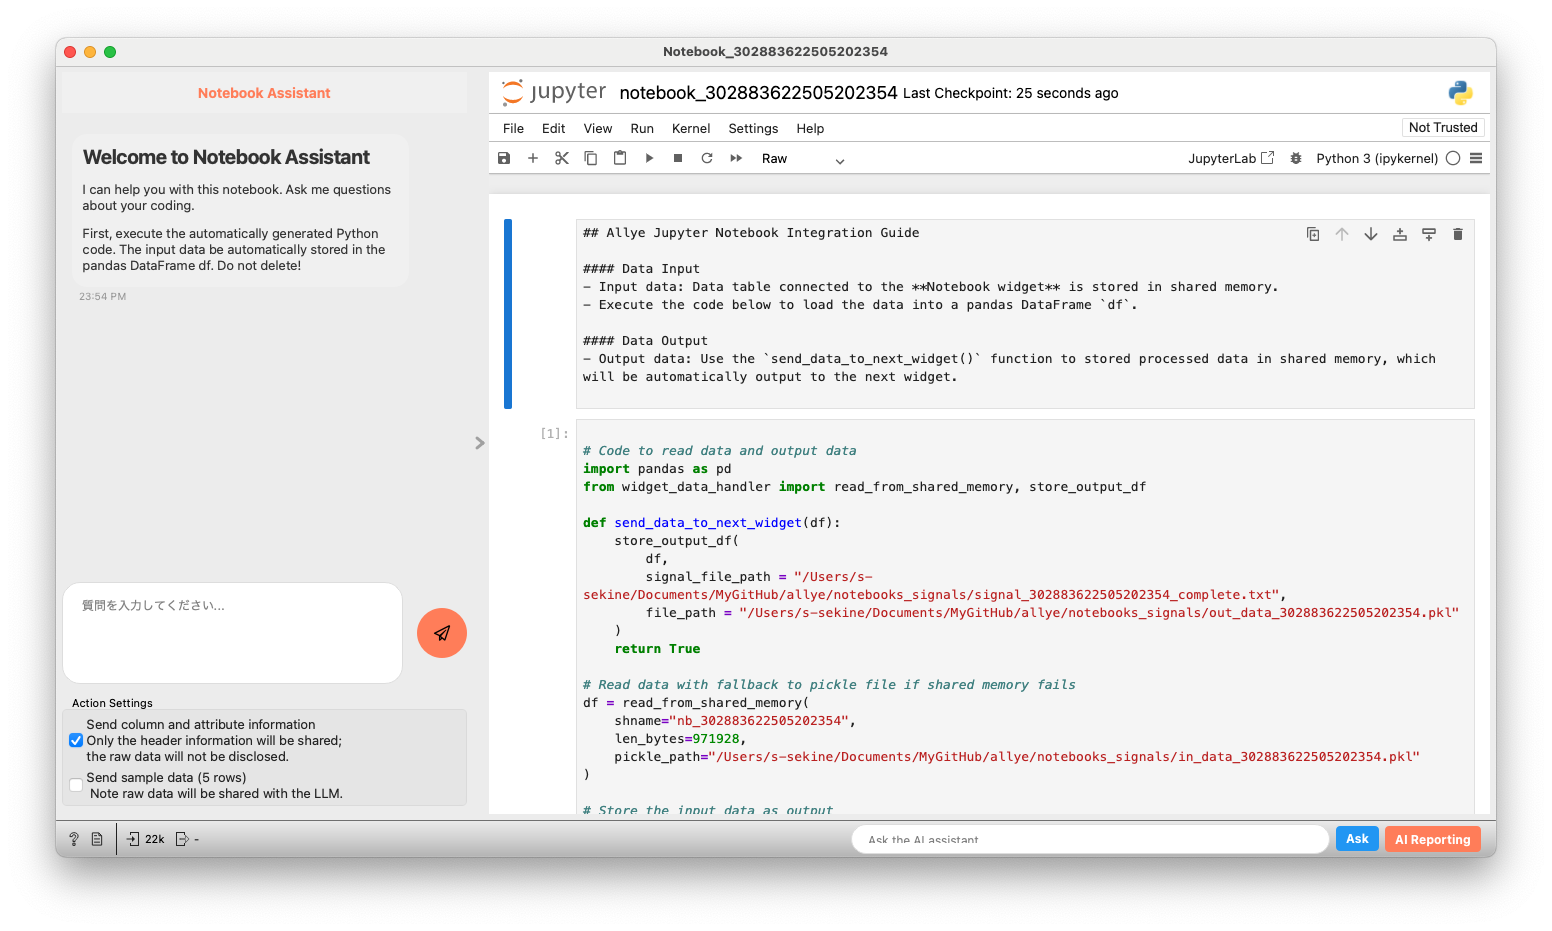 Notebook_302883622505202354
Notebook Assistant
Welcome to Notebook Assistant
I can help you with this notebook. Ask me questions
about your coding.
First, execute the automatically generated Python
code. The input data be automatically stored in the
pandas DataFrame df. Do not delete!
23:54 PM
質問を入力してください...
Action Settings
Send column and attribute information
Only the header information will be shared;
the raw data will not be disclosed.
Send sample data (5 rows)
Note raw data will be shared with the LLM.
jupyter notebook_302883622505202354 Last Checkpoint: 25 seconds ago
File Edit View Run Kernel Settings Help
Not Trusted
Raw
JupyterLab
Python 3 (ipykernel)
## Allye Jupyter Notebook Integration Guide
#### Data Input
- Input data: Data table connected to the **Notebook widget** is stored in shared memory.
- Execute the code below to load the data into a pandas DataFrame `df`.
#### Data Output
- Output data: Use the `send_data_to_next_widget()` function to stored processed data in shared memory, which
will be automatically output to the next widget.
[1]:
# Code to read data and output data
import pandas as pd
from widget_data_handler import read_from_shared_memory, store_output_df
def send_data_to_next_widget(df):
store_output_df(
df,
signal_file_path = "/Users/s-
sekine/Documents/MyGitHub/allye/notebooks_signals/signal_302883622505202354_complete.txt",
file_path = "/Users/s-sekine/Documents/MyGitHub/allye/notebooks_signals/out_data_302883622505202354.pkl"
)
return True
# Read data with fallback to pickle file if shared memory fails
df = read_from_shared_memory(
shname="nb_302883622505202354",
len_bytes=971928,
pickle_path="/Users/s-sekine/Documents/MyGitHub/allye/notebooks_signals/in_data_302883622505202354.pkl"
)
# Store the input data as output
? 22k -
Ask the AI assistant
Ask
AI Reporting